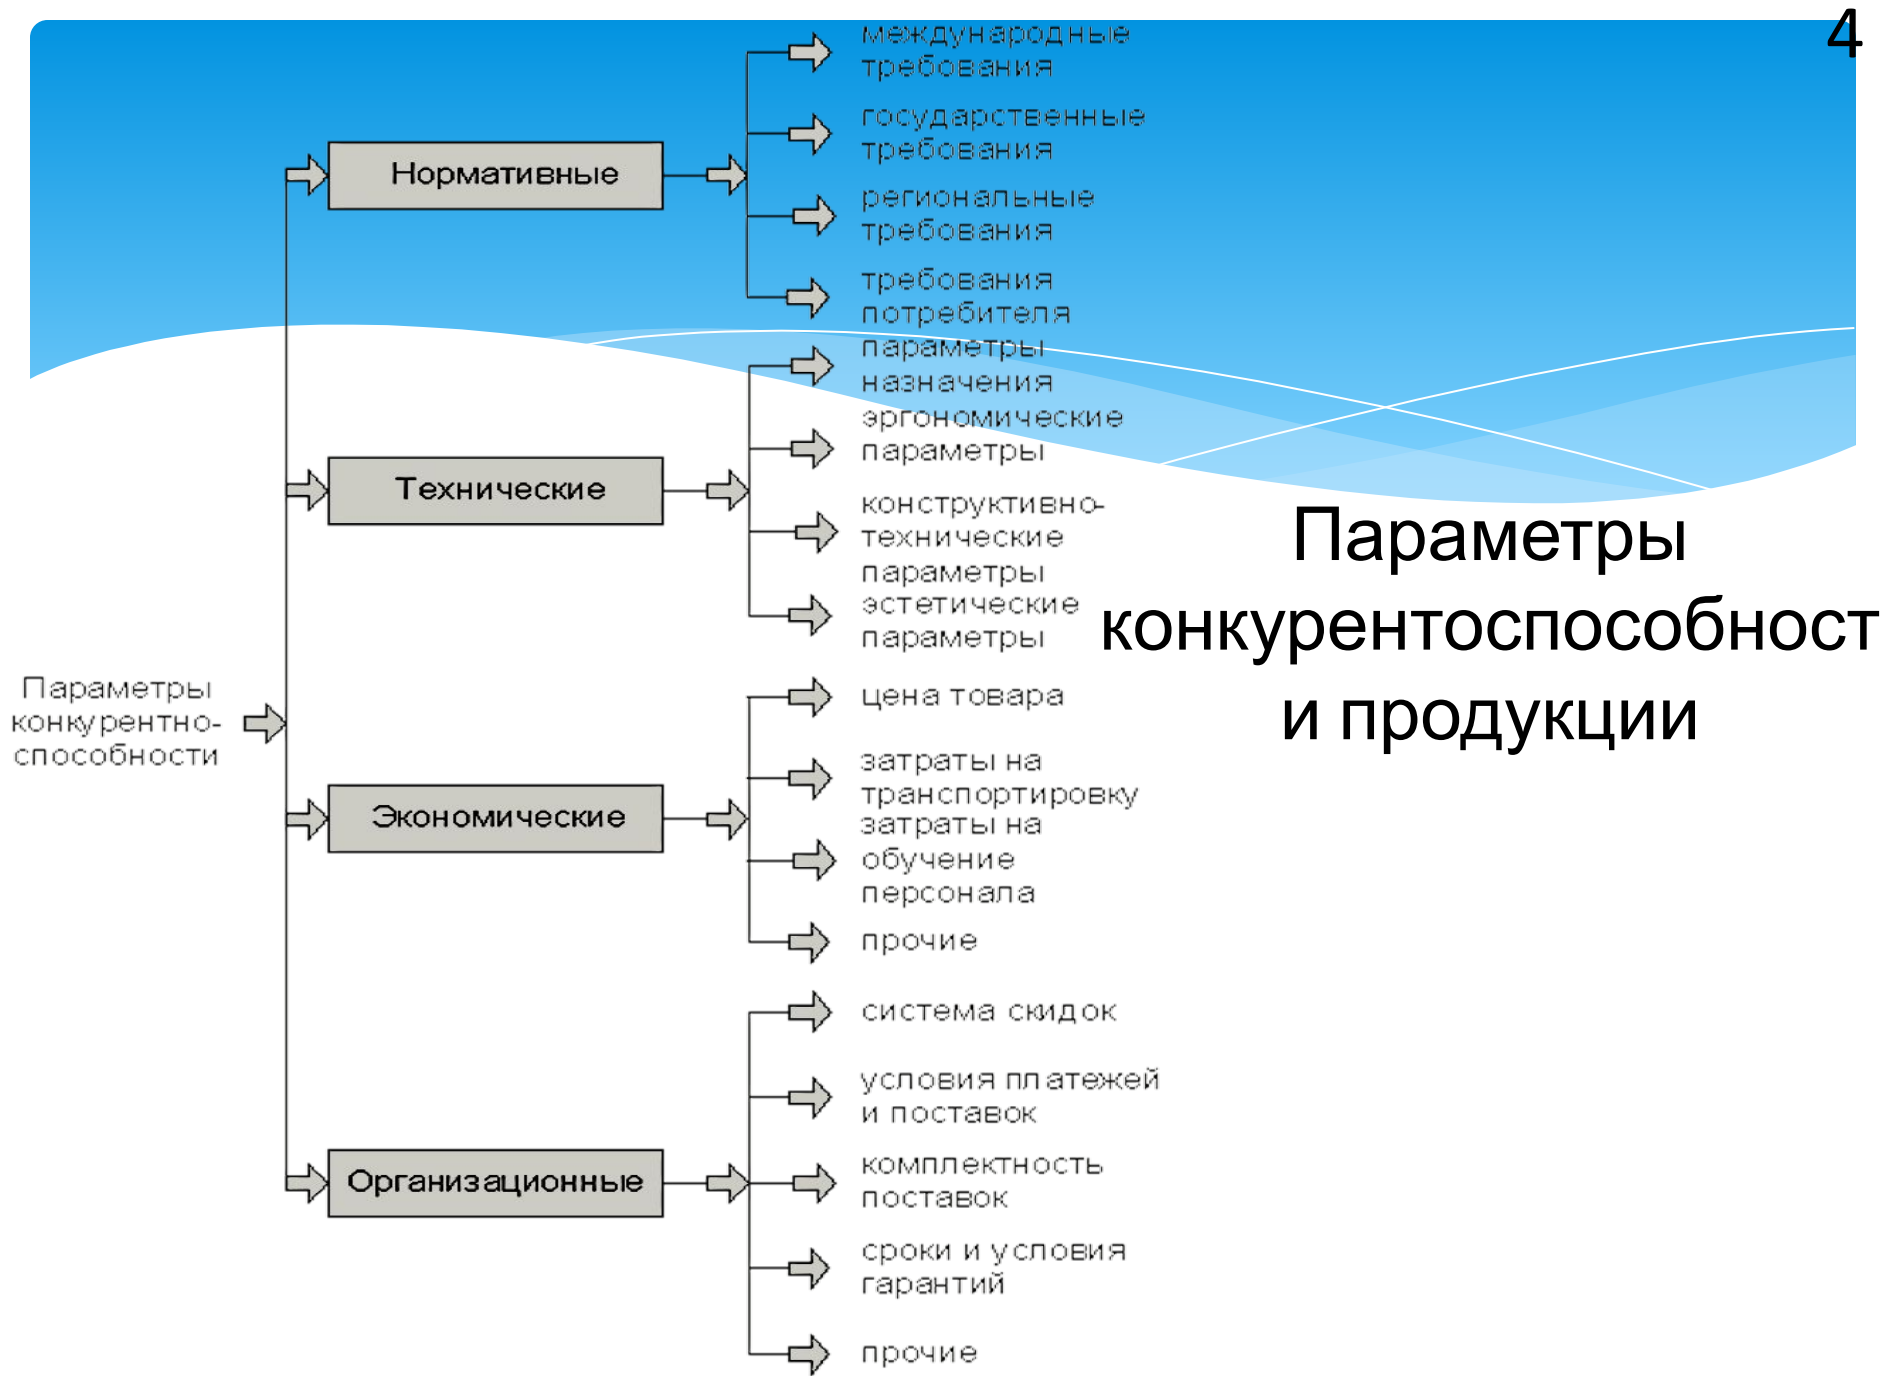 4
международные
требования
государственные
требования
Нормативные
региональные
требования
требования
потребителя
параметры
назначения
эргономические
параметры
Технические
конструктивно-
технические
параметры
эстетические
параметры
Параметры
конкурентно-
способности
цена товара
затраты на
транспортировку
Экономические
затраты на
обучение
персонала
прочие
система скидок
условия платежей
и поставок
Организационные
комплектность
поставок
сроки и условия
гарантий
прочие
Параметры
конкурентоспособност
и продукции